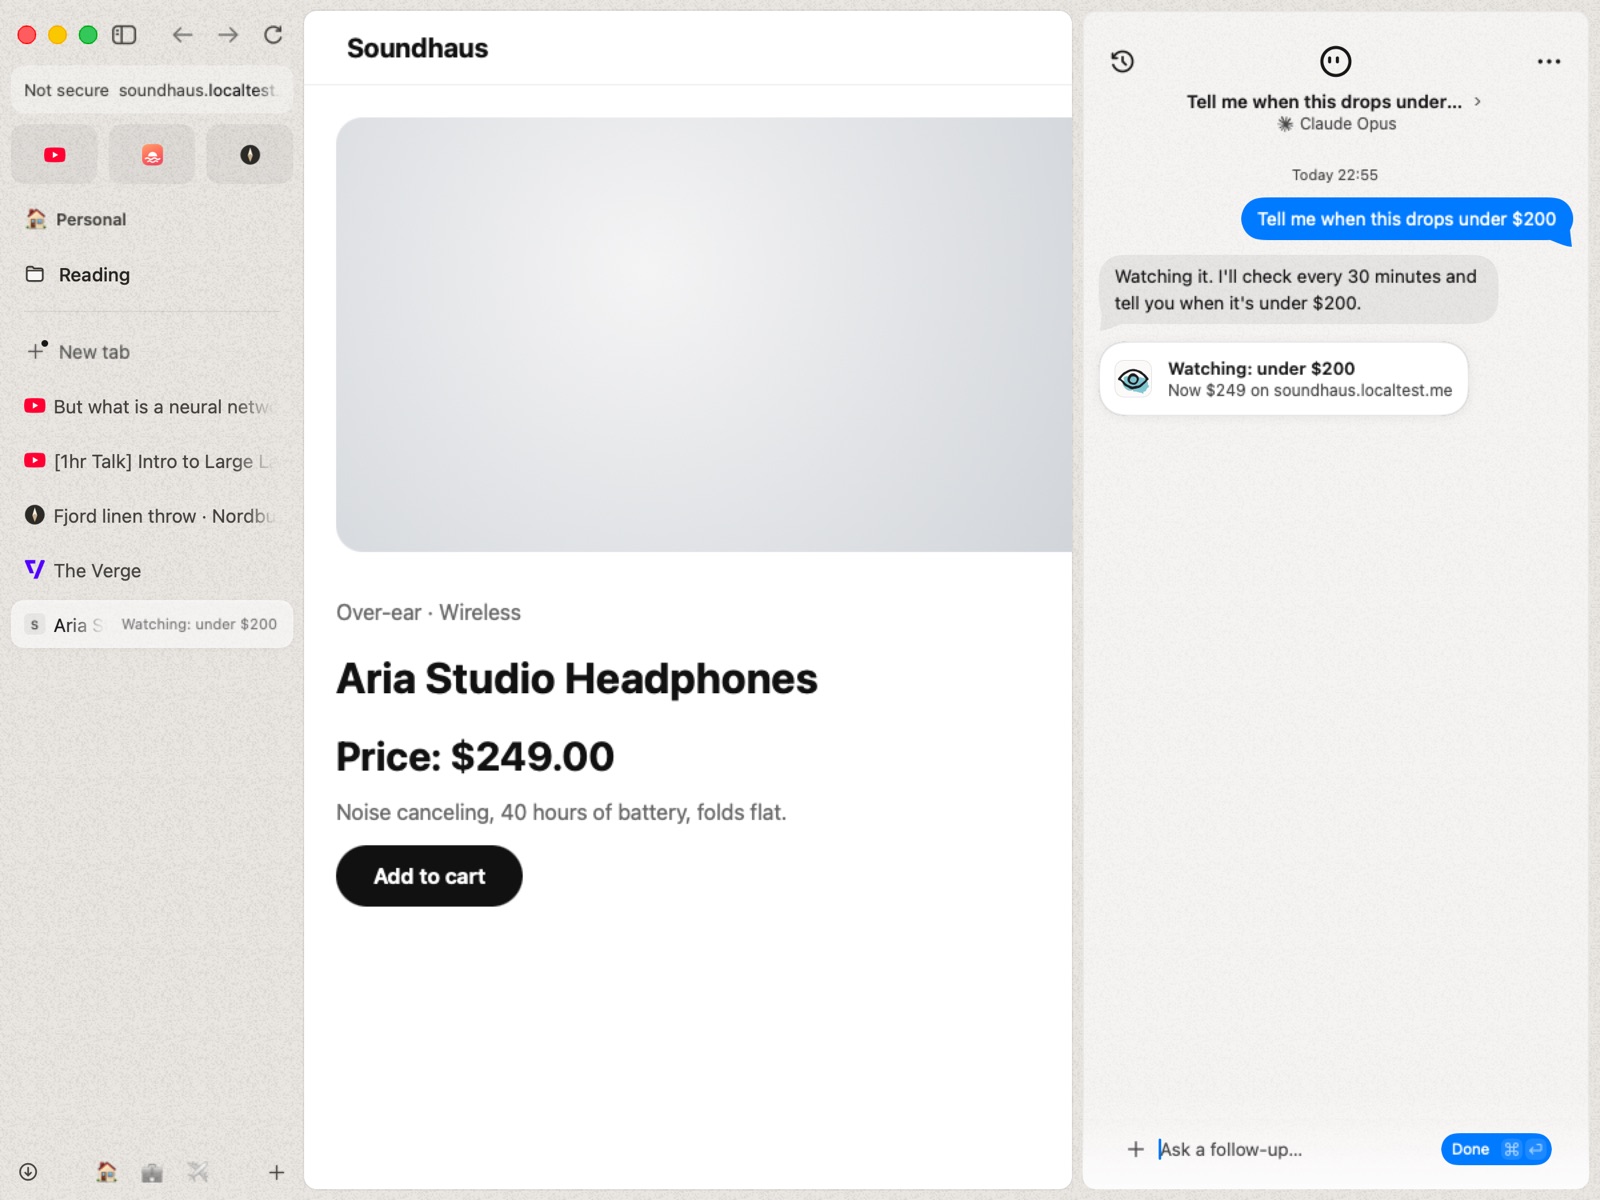 Not secure soundhaus.localtest.
Personal
Reading
New tab
But what is a neural netw
[1hr Talk] Intro to Large L
Fjord linen throw · Nordbu
The Verge
S Aria S Watching: under $200
Soundhaus
Over-ear · Wireless
Aria Studio Headphones
Price: $249.00
Noise canceling, 40 hours of battery, folds flat.
Add to cart
Tell me when this drops under...
Claude Opus
Today 22:55
Tell me when this drops under $200
Watching it. I'll check every 30 minutes and
tell you when it's under $200.
Watching: under $200
Now $249 on soundhaus.localtest.me
Ask a follow-up...
Done ⌘ ↩